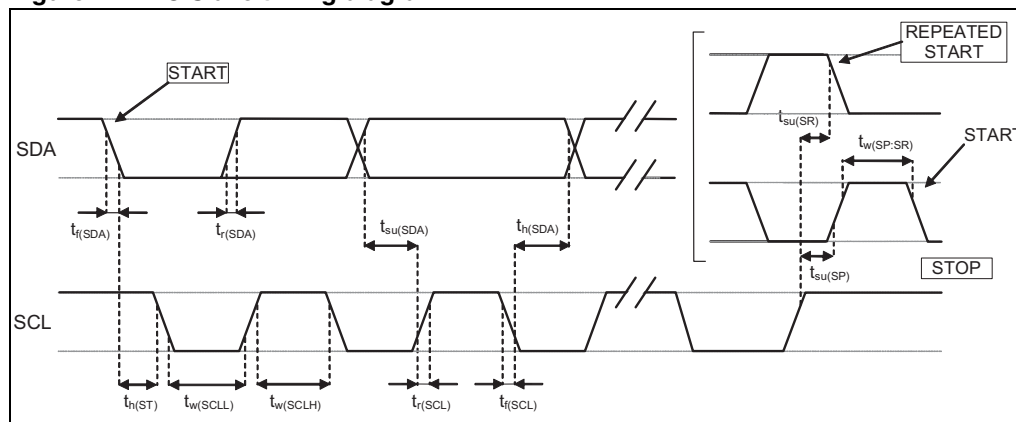 REPEATED
START
START
t_su(SR)
START
t_w(SP:SR)
SDA
t_f(SDA)
t_r(SDA)
t_su(SDA)
t_h(SDA)
t_su(SP)
STOP
SCL
t_h(ST)
t_w(SCLL)
t_w(SCLH)
t_r(SCL)
t_f(SCL)